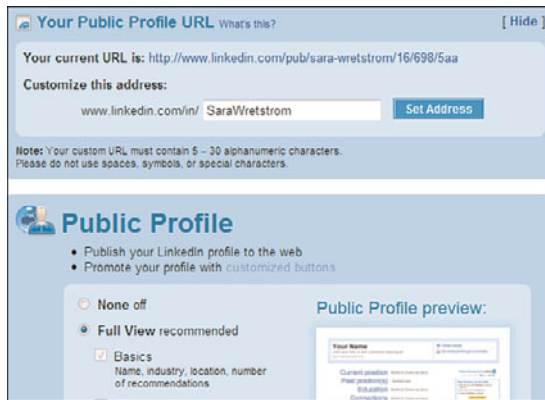 Your Public Profile URL What's this? [ Hide ]
Your current URL is: http://www.linkedin.com/pub/sara-wretstrom/16/698/5aa
Customize this address:
www.linkedin.com/in/ SaraWretstrom Set Address
Note: Your custom URL must contain 5 – 30 alphanumeric characters.
Please do not use spaces, symbols, or special characters.
Public Profile
• Publish your LinkedIn profile to the web
• Promote your profile with customized buttons
None off
Public Profile preview:
Full View recommended
Basics
Name, industry, location, number
of recommendations
Your Name
Current position
Past position(s)
Education
Connections